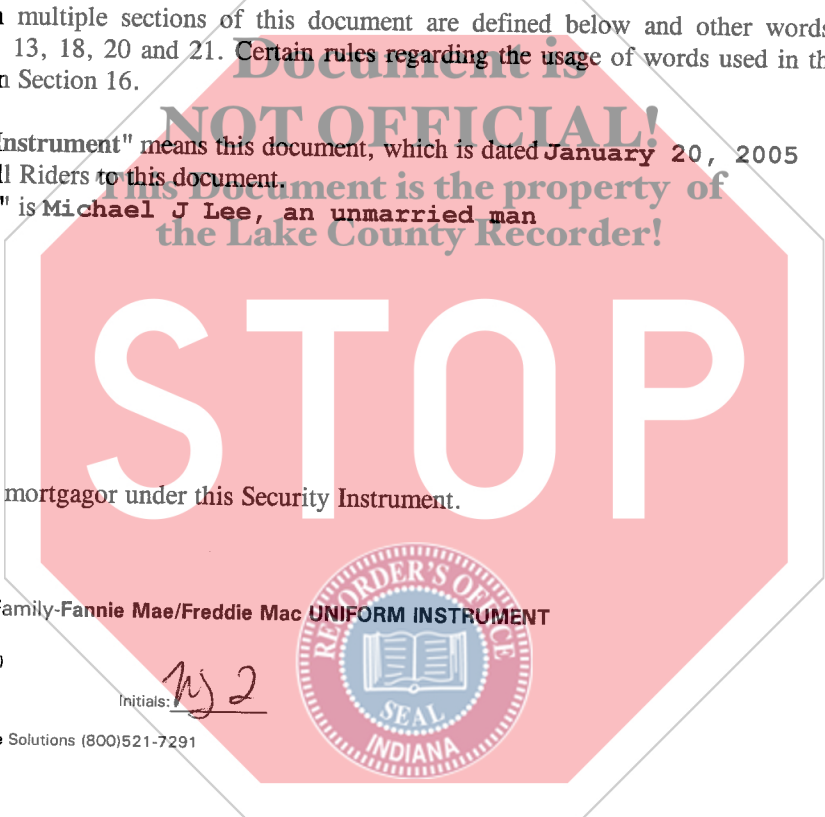 multiple sections of this document are defined below and other words
13, 18, 20 and 21. Certain rules regarding the usage of words used in th
n Section 16.
Document is
NOT OFFICIAL!
Instrument" means this document, which is dated January 20, 2005
ll Riders to this document.
This Document is the property of
" is Michael J Lee, an unmarried man
the Lake County Recorder!
STOP
mortgagor under this Security Instrument.
amily-Fannie Mae/Freddie Mac UNIFORM INSTRUMENT
RECORDER'S OFFICE
SEAL
INDIANA
Initials:
e Solutions (800)521-7291